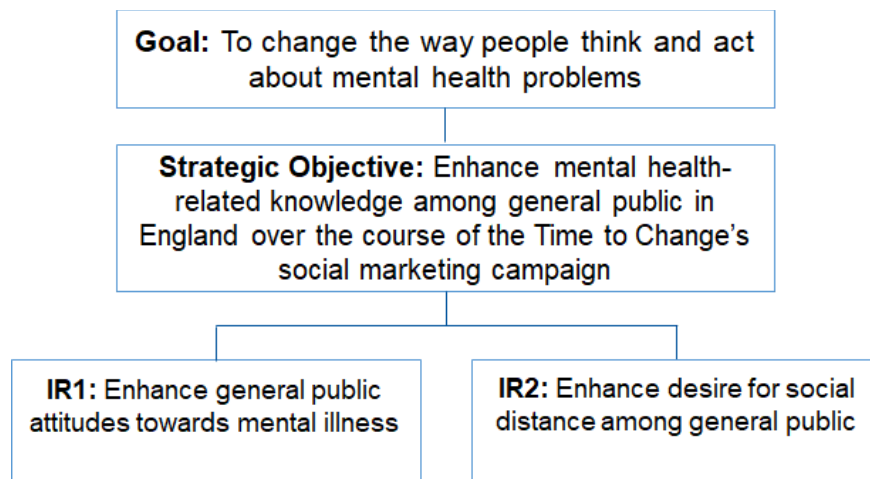 Goal: To change the way people think and act
about mental health problems
Strategic Objective: Enhance mental health-
related knowledge among general public in
England over the course of the Time to Change's
social marketing campaign
IR1: Enhance general public
attitudes towards mental illness
IR2: Enhance desire for social
distance among general public